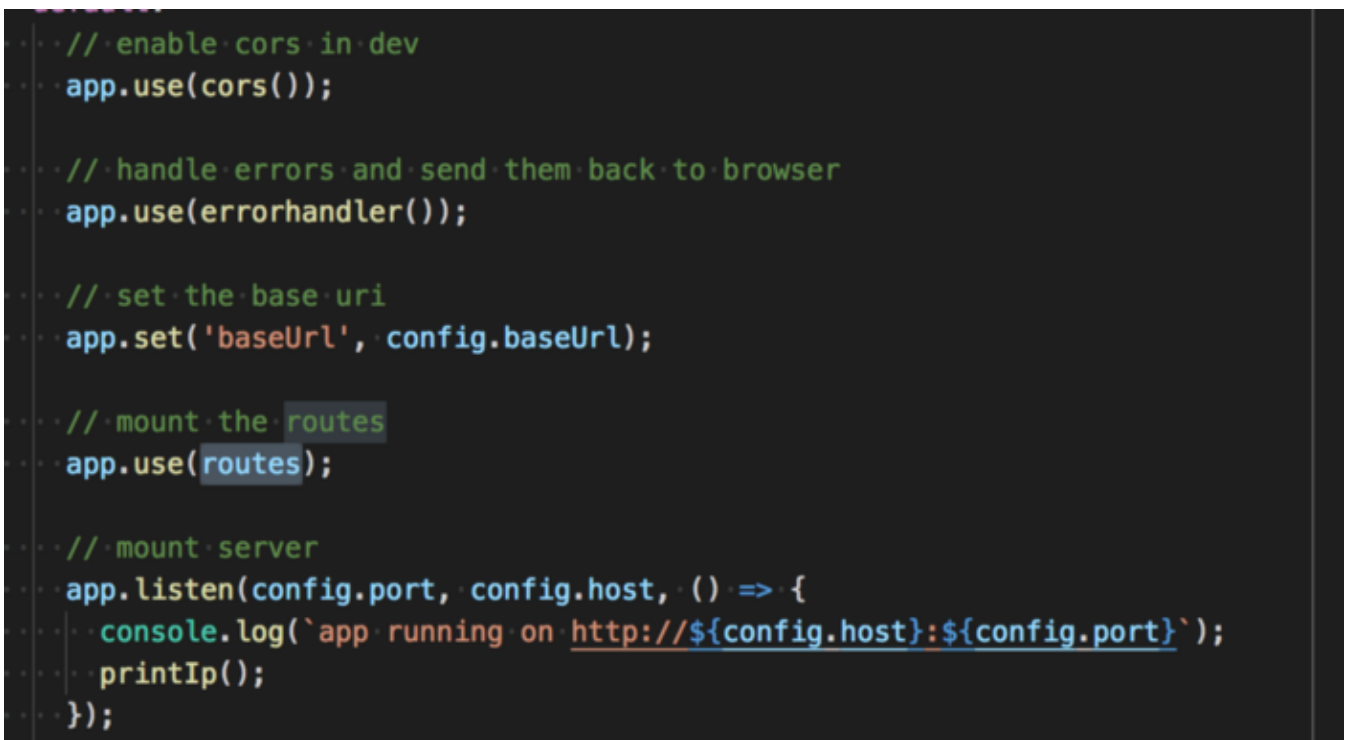 // enable cors in dev
app.use(cors());
// handle errors and send them back to browser
app.use(errorhandler());
// set the base uri
app.set('baseUrl', config.baseUrl);
// mount the routes
app.use(routes);
// mount server
app.listen(config.port, config.host, () => {
console.log(`app running on http://${config.host}:${config.port}`);
printIp();
});